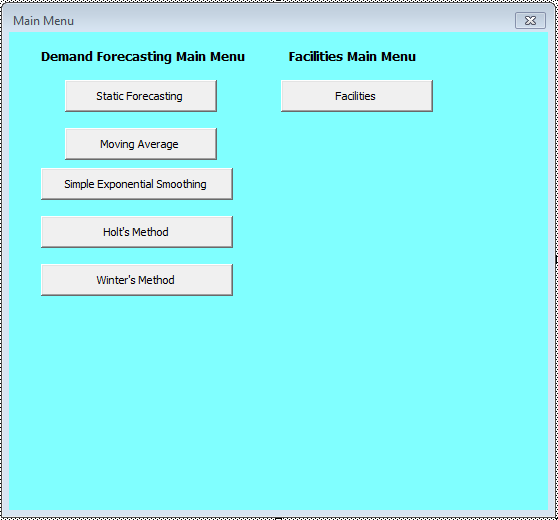 Main Menu
Demand Forecasting Main Menu
Facilities Main Menu
Static Forecasting
Facilities
Moving Average
Simple Exponential Smoothing
Holt's Method
Winter's Method